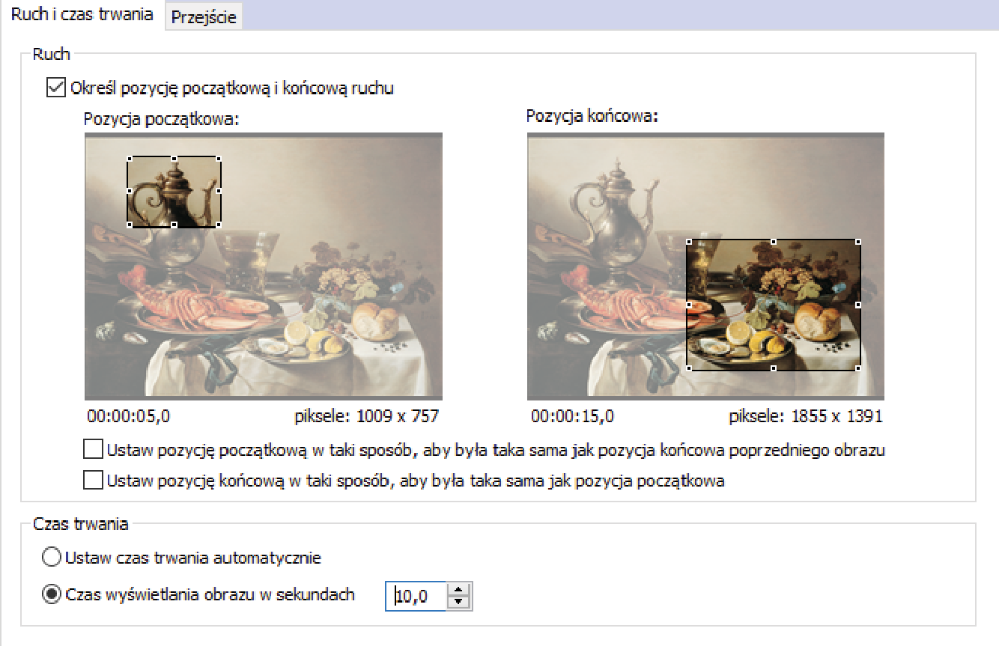 Ruch i czas trwania
Przejście
Ruch
Określ pozycję początkową i końcową ruchu
Pozycja początkowa:
Pozycja końcowa:
00:00:05,0
piksele: 1009 x 757
00:00:15,0
piksele: 1855 x 1391
Ustaw pozycję początkową w taki sposób, aby była taka sama jak pozycja końcowa poprzedniego obrazu
Ustaw pozycję końcową w taki sposób, aby była taka sama jak pozycja początkowa
Czas trwania
Ustaw czas trwania automatycznie
Czas wyświetlania obrazu w sekundach
10,0